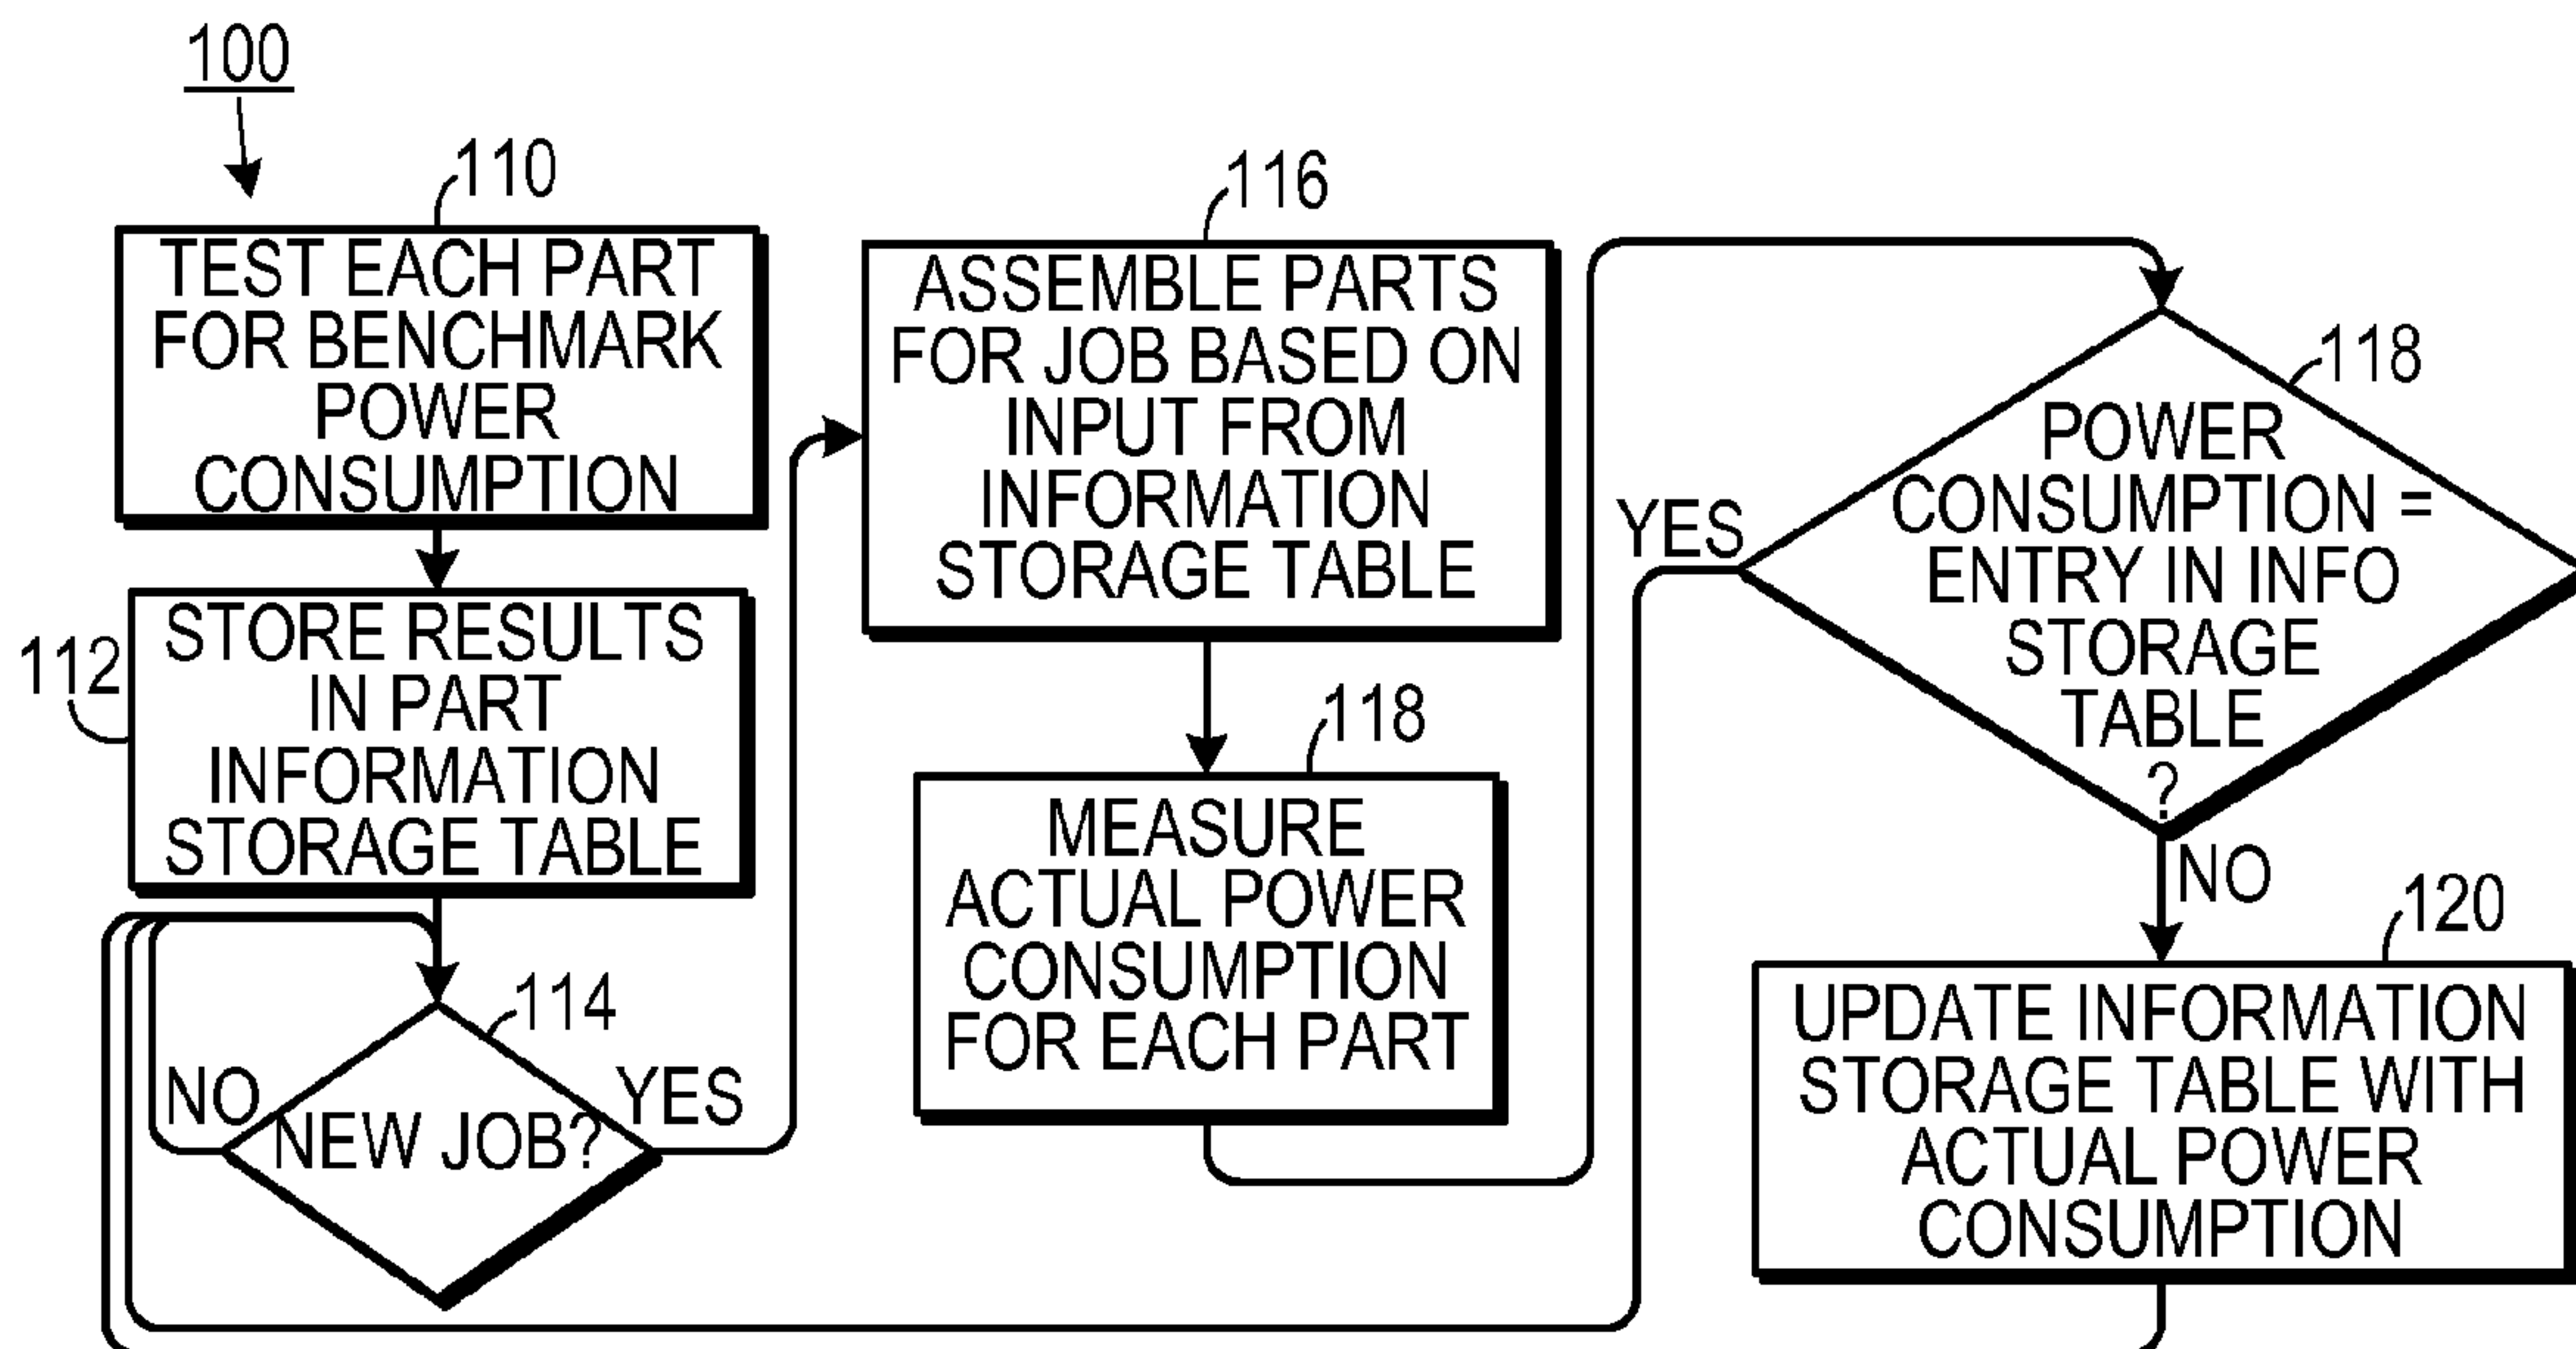 100
110
TEST EACH PART
FOR BENCHMARK
POWER
CONSUMPTION
112
STORE RESULTS
IN PART
INFORMATION
STORAGE TABLE
114
NO
NEW JOB?
YES
116
ASSEMBLE PARTS
FOR JOB BASED ON
INPUT FROM
INFORMATION
STORAGE TABLE
118
MEASURE
ACTUAL POWER
CONSUMPTION
FOR EACH PART
118
POWER
CONSUMPTION =
ENTRY IN INFO
STORAGE
TABLE
?
YES
NO
120
UPDATE INFORMATION
STORAGE TABLE WITH
ACTUAL POWER
CONSUMPTION